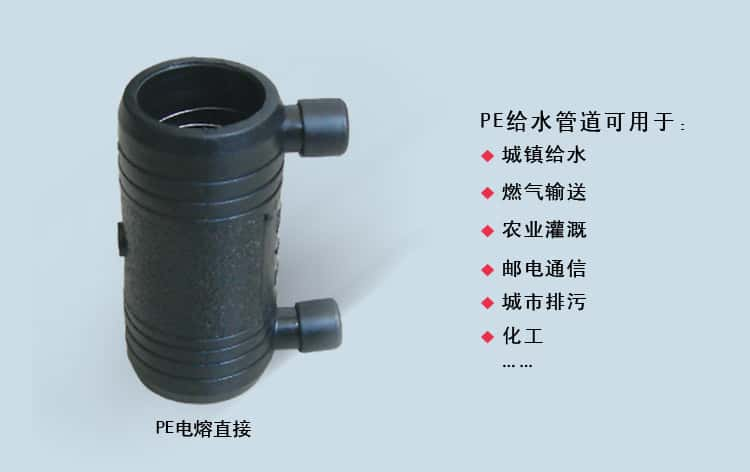 PE给水管道可用于:
城镇给水
燃气输送
农业灌溉
邮电通信
城市排污
化工
……
PE电熔直接